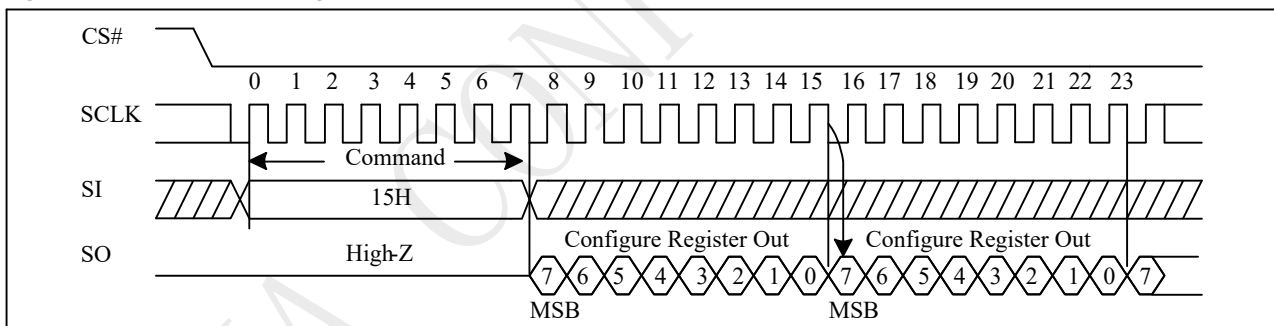 CS#
0 1 2 3 4 5 6 7 8 9 10 11 12 13 14 15 16 17 18 19 20 21 22 23
SCLK
Command
SI
15H
SO
High-Z
Configure Register Out
Configure Register Out
7 6 5 4 3 2 1 0 7 6 5 4 3 2 1 0 7
MSB
MSB